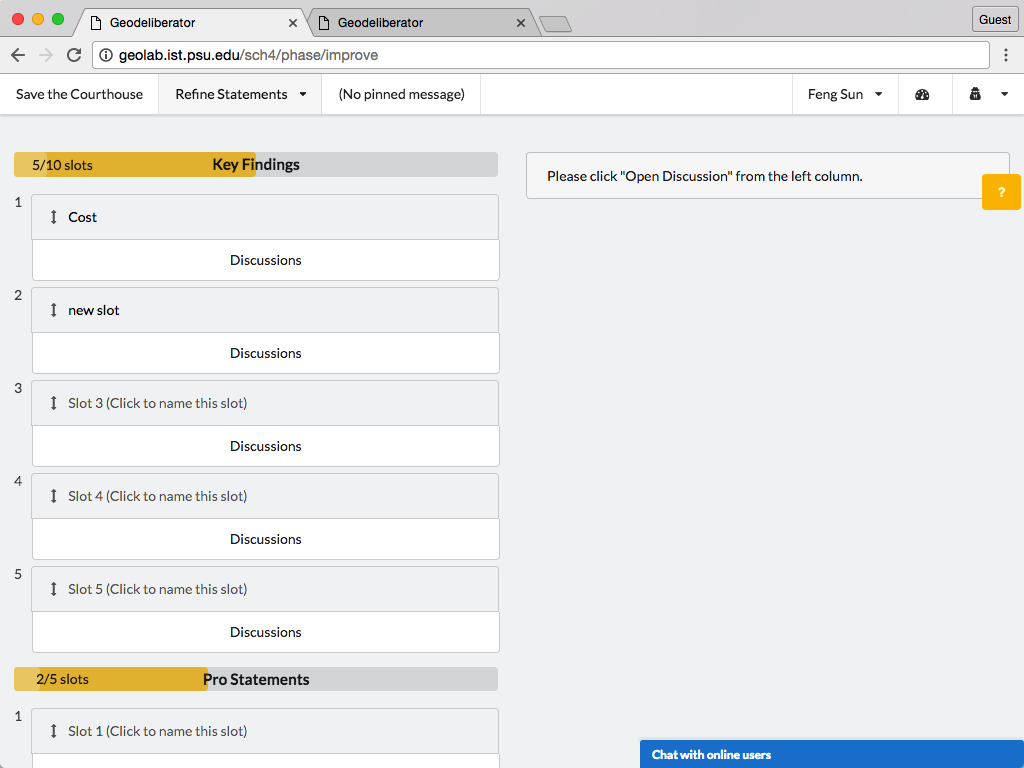 Geodeliberator
Geodeliberator
Guest
geolab.ist.psu.edu/sch4/phase/improve
Save the Courthouse
Refine Statements
(No pinned message)
Feng Sun
5/10 slots
Key Findings
Please click "Open Discussion" from the left column.
?
1
Cost
Discussions
2
new slot
Discussions
3
Slot 3 (Click to name this slot)
Discussions
4
Slot 4 (Click to name this slot)
Discussions
5
Slot 5 (Click to name this slot)
Discussions
2/5 slots
Pro Statements
1
Slot 1 (Click to name this slot)
Chat with online users